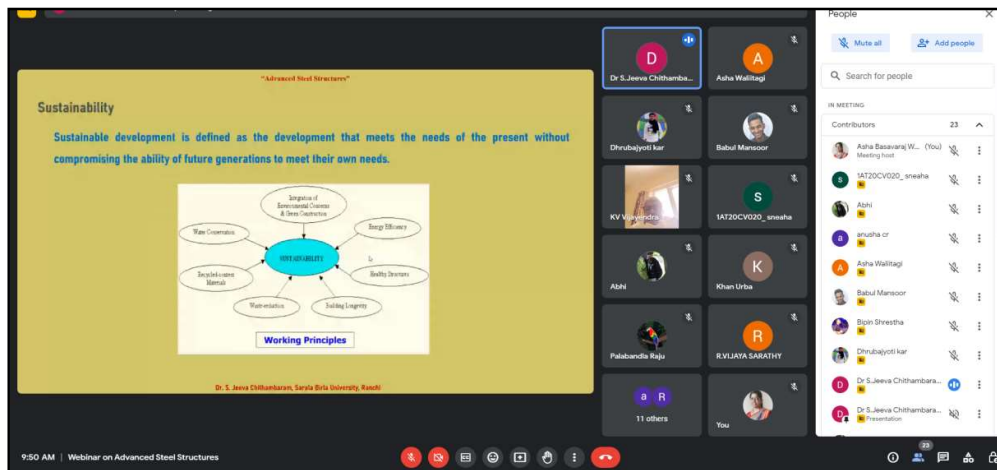 "Advanced Steel Structures"
Sustainability
Sustainable development is defined as the development that meets the needs of the present without
compromising the ability of future generations to meet their own needs.
Integration of
Environmental Concerns
& Green Construction
Water Conservation
Energy Efficiency
SUSTAINABILITY
Recycled content
Materials
Healthy Structures
Waste reduction
Building Longevity
Working Principles
Dr. S. Jeeva Chithambaram, Sarala Birla University, Ranchi
D
Dr S.Jeeva Chithamba...
A
Asha Wallitagi
Dhrubajyoti kar
Babul Mansoor
KV Vijayendra
S
1AT20CV020_ sneaha
Abhi
K
Khan Urba
Palabandla Raju
R
R.VIJAYA SARATHY
a R
11 others
You
People
Mute all
Add people
Search for people
IN MEETING
Contributors 23
Asha Basavaraj W... (You)
Meeting host
S
1AT20CV020_ sneaha
Abhi
a
anusha cr
A
Asha Wallitagi
Babul Mansoor
Bipin Shrestha
Dhrubajyoti kar
D
Dr S.Jeeva Chithambara...
D
Dr S.Jeeva Chithambara...
Presentation
9:50 AM | Webinar on Advanced Steel Structures
23